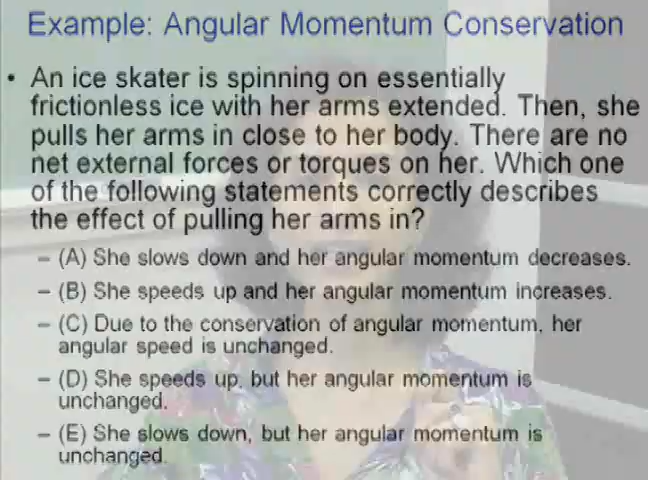 Example: Angular Momentum Conservation
• An ice skater is spinning on essentially
frictionless ice with her arms extended. Then, she
pulls her arms in close to her body. There are no
net external forces or torques on her. Which one
of the following statements correctly describes
the effect of pulling her arms in?
– (A) She slows down and her angular momentum decreases.
– (B) She speeds up and her angular momentum increases.
– (C) Due to the conservation of angular momentum, her
angular speed is unchanged.
– (D) She speeds up, but her angular momentum is
unchanged.
– (E) She slows down, but her angular momentum is
unchanged.